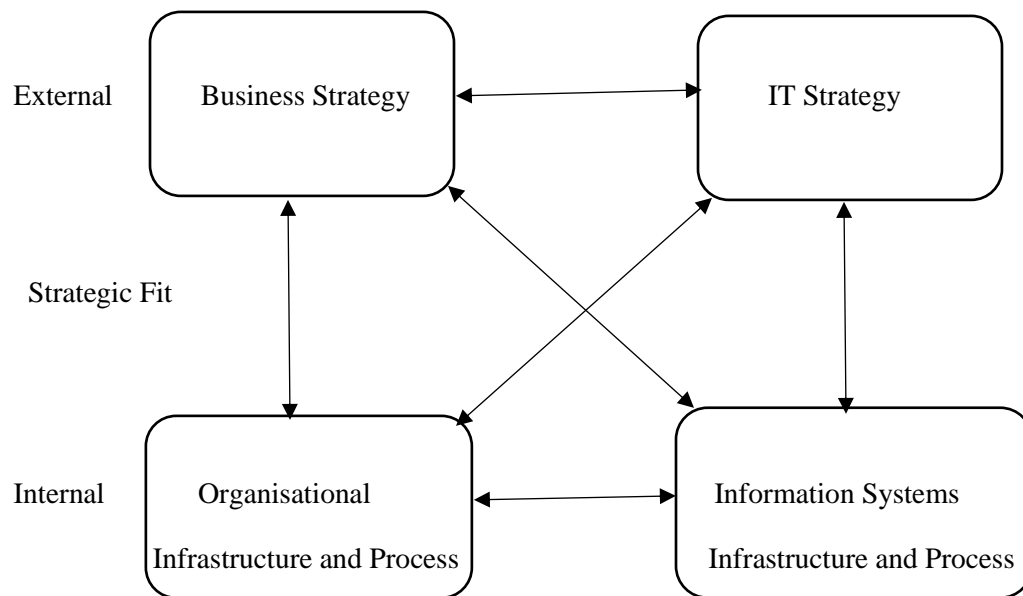 External
Business Strategy
IT Strategy
Strategic Fit
Internal
Organisational
Infrastructure and Process
Information Systems
Infrastructure and Process